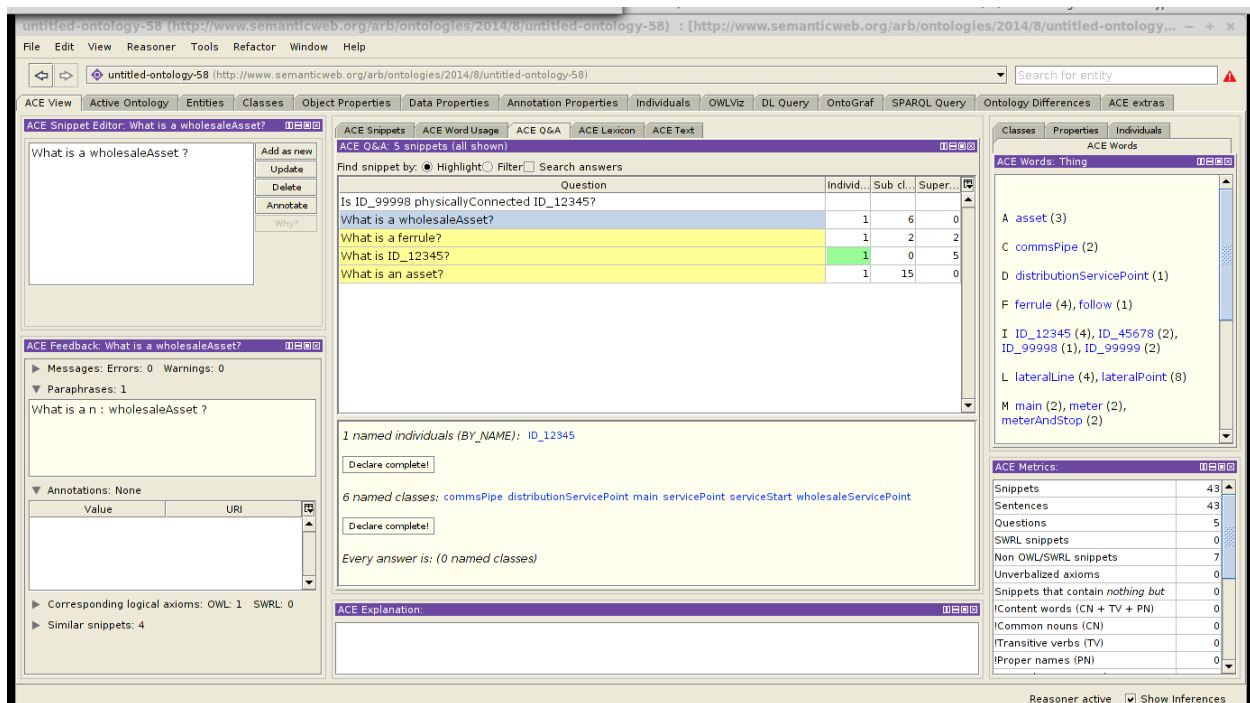 untitled-ontology-58 (http://www.semanticweb.org/arb/ontologies/2014/8/untitled-ontology-58) : [http://www.semanticweb.org/arb/ontologies/2014/8/untitled-ontology...
File Edit View Reasoner Tools Refactor Window Help
untitled-ontology-58 (http://www.semanticweb.org/arb/ontologies/2014/8/untitled-ontology-58)
Search for entity
ACE View Active Ontology Entities Classes Object Properties Data Properties Annotation Properties Individuals OWLViz DL Query OntoGraf SPARQL Query Ontology Differences ACE extras
ACE Snippet Editor: What is a wholesaleAsset?
What is a wholesaleAsset ?
Add as new
Update
Delete
Annotate
Why?
ACE Feedback: What is a wholesaleAsset?
Messages: Errors: 0 Warnings: 0
Paraphrases: 1
What is a n : wholesaleAsset ?
Annotations: None
Value URI
Corresponding logical axioms: OWL: 1 SWRL: 0
Similar snippets: 4
ACE Snippets ACE Word Usage ACE Q&A ACE Lexicon ACE Text
ACE Q&A: 5 snippets (all shown)
Find snippet by: Highlight Filter Search answers
Question Individ... Sub cl... Super...
Is ID_99998 physicallyConnected ID_12345?
What is a wholesaleAsset? 1 6 0
What is a ferrule? 1 2 2
What is ID_12345? 1 0 5
What is an asset? 1 15 0
1 named individuals (BY_NAME): ID_12345
Declare complete!
6 named classes: commsPipe distributionServicePoint main servicePoint serviceStart wholesaleServicePoint
Declare complete!
Every answer is: (0 named classes)
ACE Explanation:
Classes Properties Individuals
ACE Words
ACE Words: Thing
A asset (3)
C commsPipe (2)
D distributionServicePoint (1)
F ferrule (4), follow (1)
I ID_12345 (4), ID_45678 (2),
ID_99998 (1), ID_99999 (2)
L lateralLine (4), lateralPoint (8)
M main (2), meter (2),
meterAndStop (2)
ACE Metrics:
Snippets 43
Sentences 43
Questions 5
SWRL snippets 0
Non OWL/SWRL snippets 7
Unverbalized axioms 0
Snippets that contain nothing but 0
!Content words (CN + TV + PN) 0
!Common nouns (CN) 0
!Transitive verbs (TV) 0
!Proper names (PN) 0
Reasoner active Show Inferences